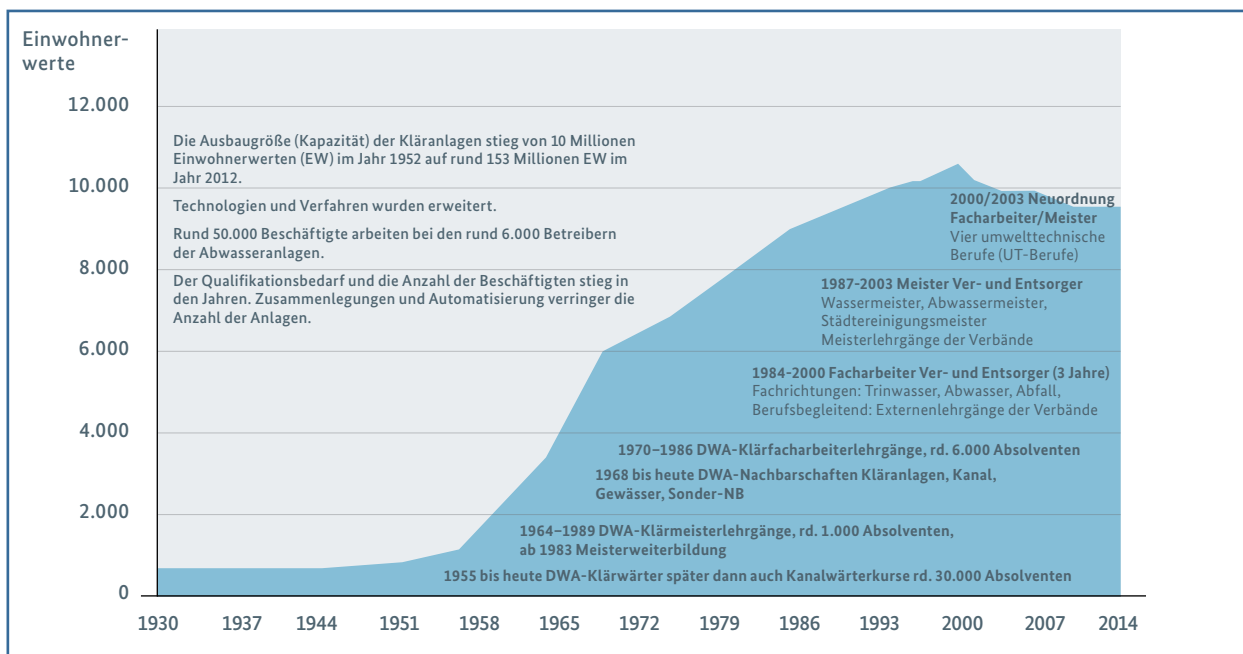 Einwohner-
werte
12.000
10.000
8.000
6.000
4.000
2.000
0
Die Ausbaugröße (Kapazität) der Kläranlagen stieg von 10 Millionen
Einwohnerwerten (EW) im Jahr 1952 auf rund 153 Millionen EW im
Jahr 2012.
Technologien und Verfahren wurden erweitert.
Rund 50.000 Beschäftigte arbeiten bei den rund 6.000 Betreibern
der Abwasseranlagen.
Der Qualifikationsbedarf und die Anzahl der Beschäftigten stieg in
den Jahren. Zusammenlegungen und Automatisierung verringer die
Anzahl der Anlagen.
2000/2003 Neuordnung
Facharbeiter/Meister
Vier umwelttechnische
Berufe (UT-Berufe)
1987-2003 Meister Ver- und Entsorger
Wassermeister, Abwassermeister,
Städtereinigungsmeister
Meisterlehrgänge der Verbände
1984-2000 Facharbeiter Ver- und Entsorger (3 Jahre)
Fachrichtungen: Trinwasser, Abwasser, Abfall,
Berufsbegleitend: Externenlehrgänge der Verbände
1970–1986 DWA-Klärfacharbeiterlehrgänge, rd. 6.000 Absolventen
1968 bis heute DWA-Nachbarschaften Kläranlagen, Kanal,
Gewässer, Sonder-NB
1964–1989 DWA-Klärmeisterlehrgänge, rd. 1.000 Absolventen,
ab 1983 Meisterweiterbildung
1955 bis heute DWA-Klärwärter später dann auch Kanalwärterkurse rd. 30.000 Absolventen
1930 1937 1944 1951 1958 1965 1972 1979 1986 1993 2000 2007 2014